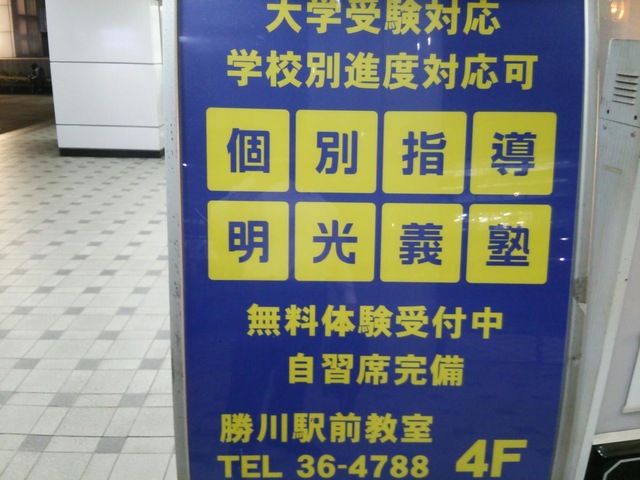 大学受験対応
学校別進度対応可
個別指導
明光義塾
無料体験受付中
自習席完備
勝川駅前教室
TEL 36-4788 4F